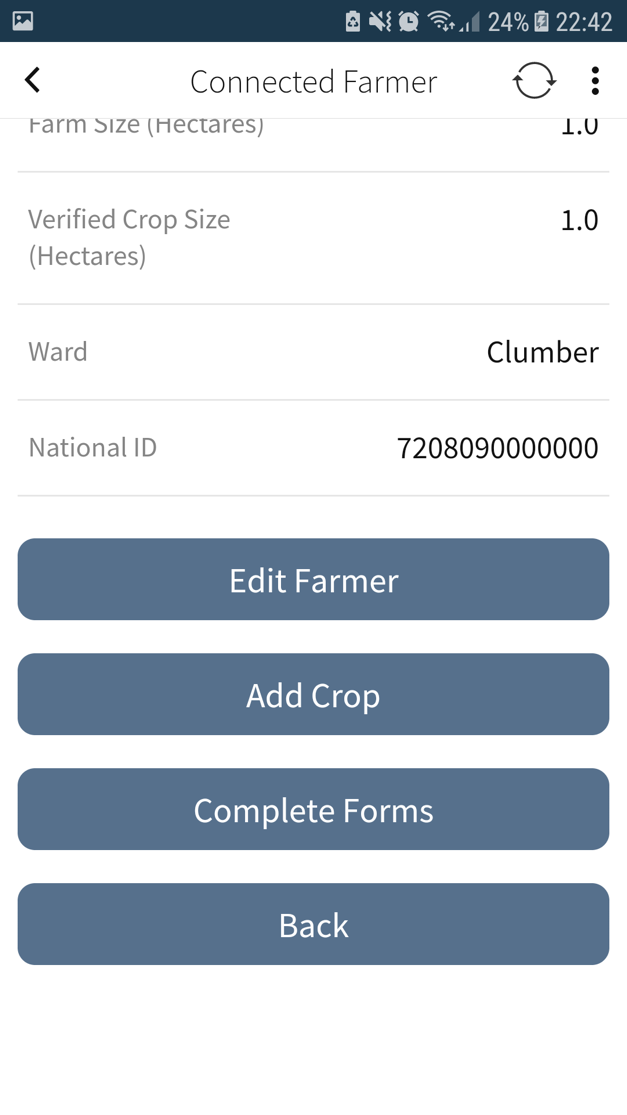 24% 22:42
Connected Farmer
Farm Size (Hectares) 1.0
Verified Crop Size 1.0
(Hectares)
Ward Clumber
National ID 7208090000000
Edit Farmer
Add Crop
Complete Forms
Back